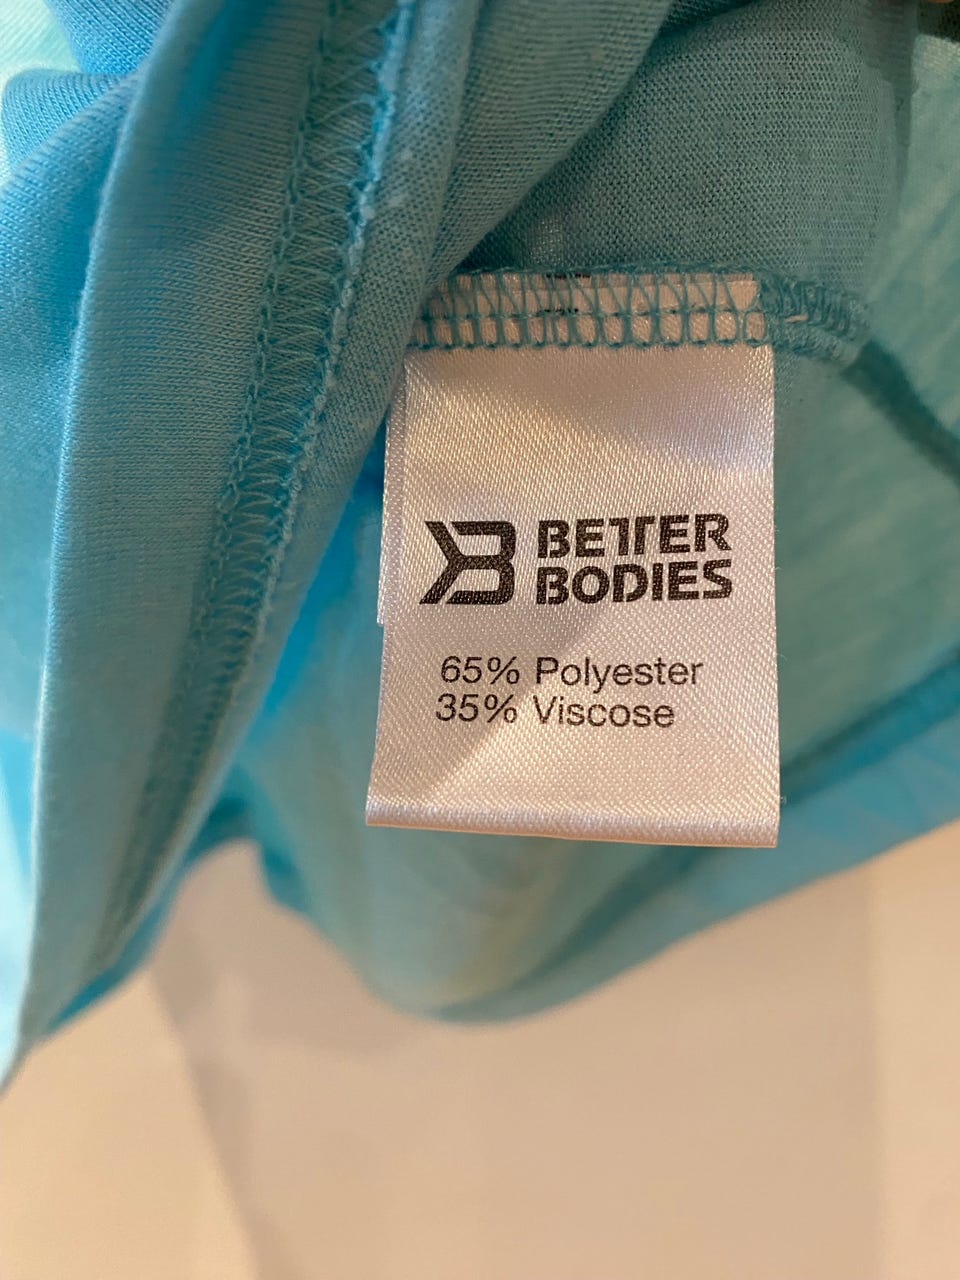 BETTER
BODIES
65% Polyester
35% Viscose